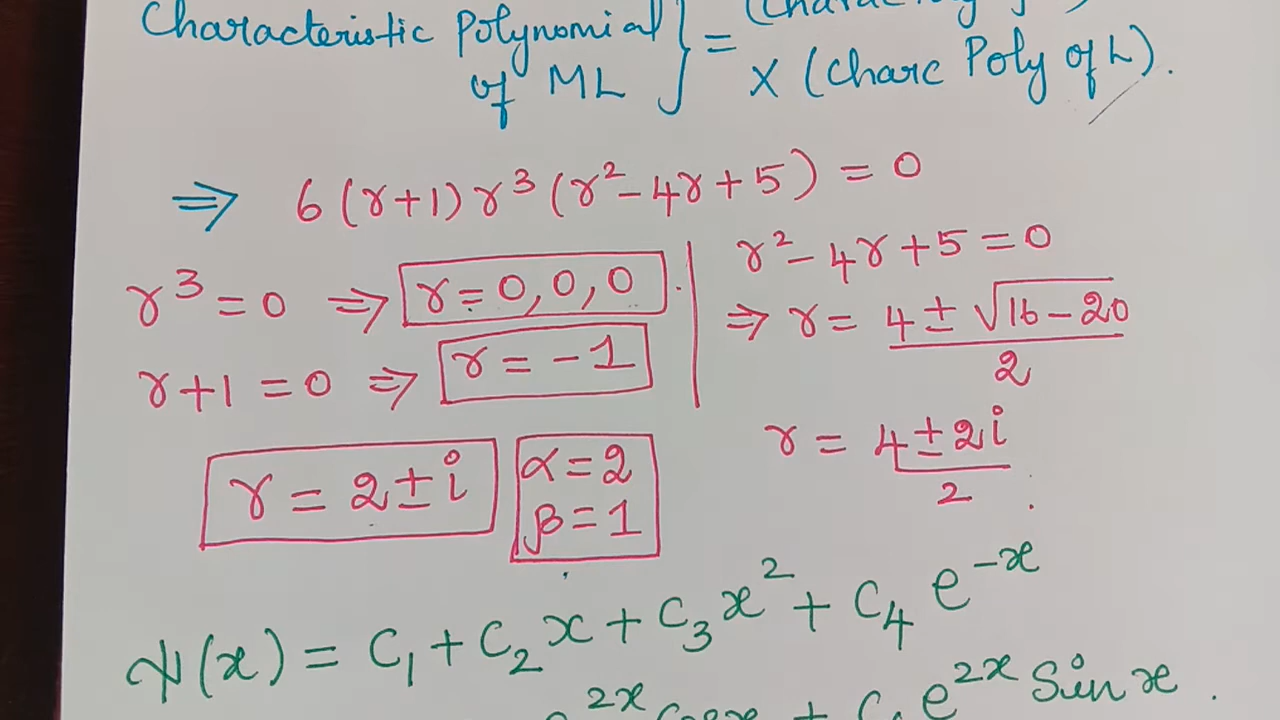 Characteristic Polynomial } =
of ML } × (Charc Poly of L).
⇒ 6(r+1)r³(r²-4r+5) = 0
r³ = 0 ⇒ r = 0, 0, 0.
r+1 = 0 ⇒ r = -1
r = 2±i
α=2
β=1
r²-4r+5=0
⇒ r = (4±√(16-20))/2
r = (4±2i)/2.
ψ(x) = C₁ + C₂x + C₃x² + C₄ e⁻ˣ
e²ˣ Sin x.